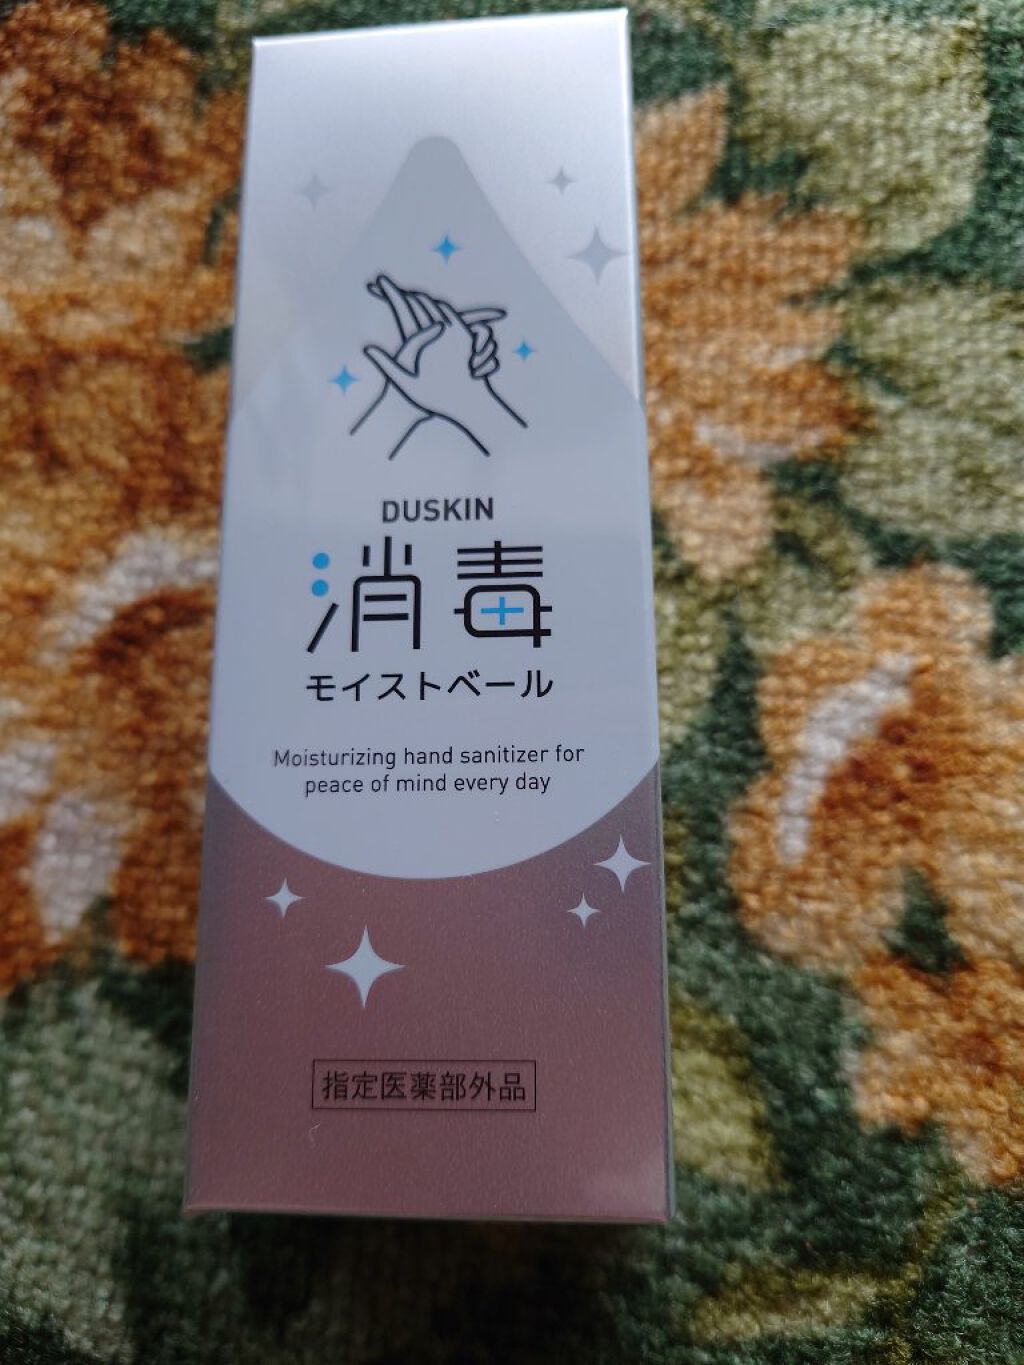 DUSKIN
消毒
モイストベール
Moisturizing hand sanitizer for
peace of mind every day
指定医薬部外品